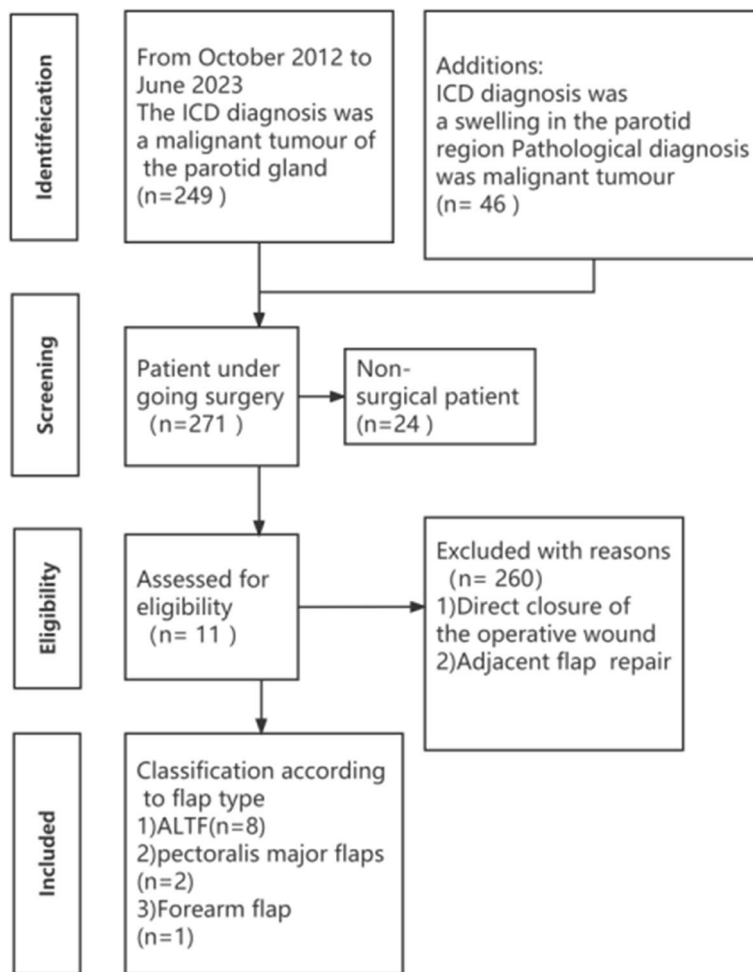 Identifeication
From October 2012 to
June 2023
The ICD diagnosis was
a malignant tumour of
the parotid gland
(n=249 )
Additions:
ICD diagnosis was
a swelling in the parotid
region Pathological diagnosis
was malignant tumour
(n= 46 )
Screening
Patient under
going surgery
(n=271 )
Non-
surgical patient
(n=24 )
Eligibility
Assessed for
eligibility
(n= 11 )
Excluded with reasons
(n= 260)
1)Direct closure of
the operative wound
2)Adjacent flap repair
Included
Classification according
to flap type
1)ALTF(n=8)
2)pectoralis major flaps
(n=2)
3)Forearm flap
(n=1)